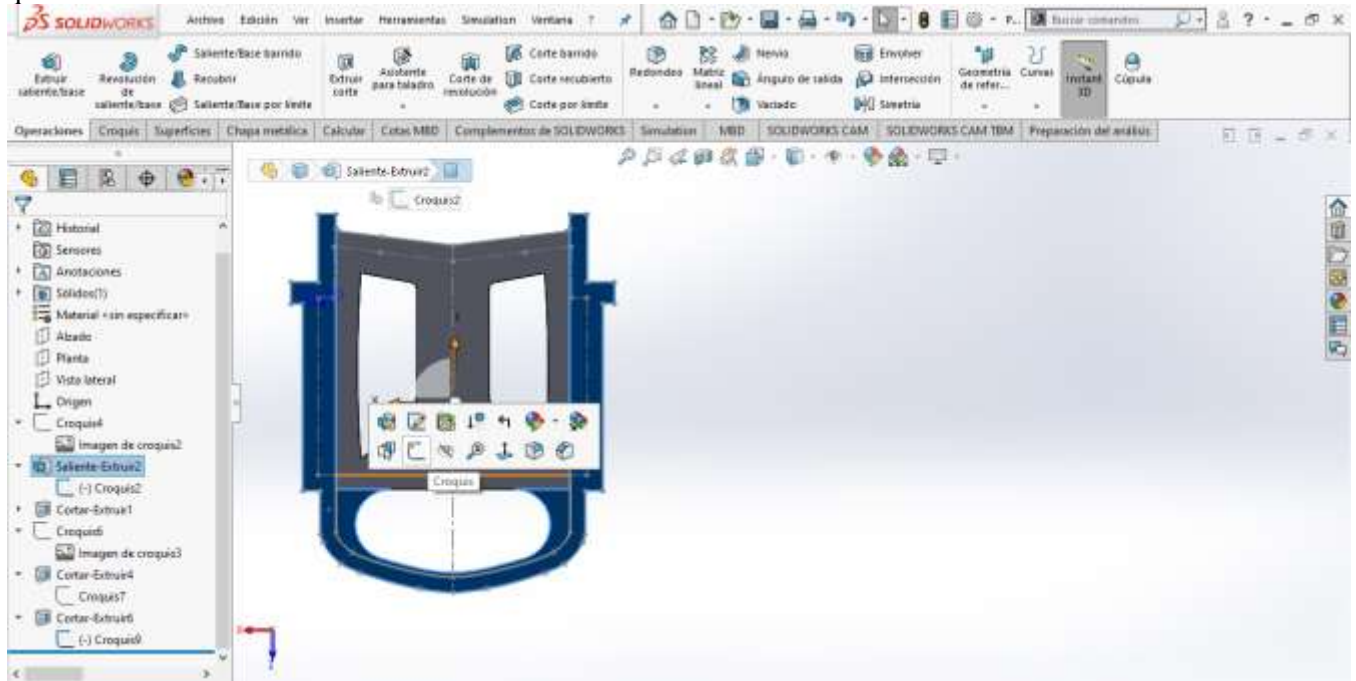 SOLIDWORKS Archivo Edición Ver Insertar Herramientas Simulation Ventana ? P... Buscar comandos
Extruir saliente/base
Revolución de saliente/base
Saliente/Base barrido
Recubrir
Saliente/Base por límite
Extruir corte
Asistente para taladro
Corte de revolución
Corte barrido
Corte recubierto
Corte por límite
Redondeo
Matriz lineal
Nervio
Ángulo de salida
Vaciado
Envolver
Intersección
Simetría
Geometría de refer...
Curvas
Instant 3D
Cúpula
Operaciones Croquis Superficies Chapa metálica Calcular Cotas MBD Complementos de SOLIDWORKS Simulation MBD SOLIDWORKS CAM SOLIDWORKS CAM TBM Preparación del análisis
Saliente-Extruir2
Croquis2
Historial
Sensores
Anotaciones
Sólidos(1)
Material <sin especificar>
Alzado
Planta
Vista lateral
Origen
Croquis4
Imagen de croquis2
Saliente-Extruir2
(-) Croquis2
Cortar-Extruir1
Croquis6
Imagen de croquis3
Cortar-Extruir4
Croquis7
Cortar-Extruir6
(-) Croquis9
Croquis